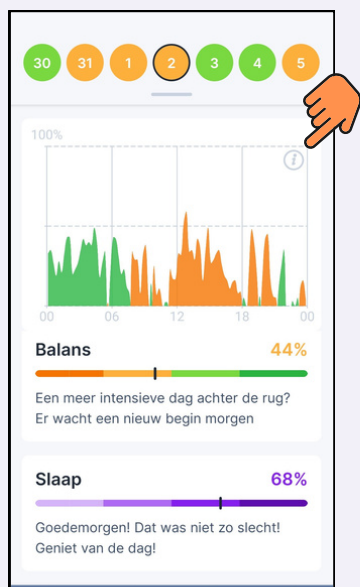 30 31 1 2 3 4 5
100%
i
00 06 12 18 00
Balans 44%
Een meer intensieve dag achter de rug?
Er wacht een nieuw begin morgen
Slaap 68%
Goedemorgen! Dat was niet zo slecht!
Geniet van de dag!